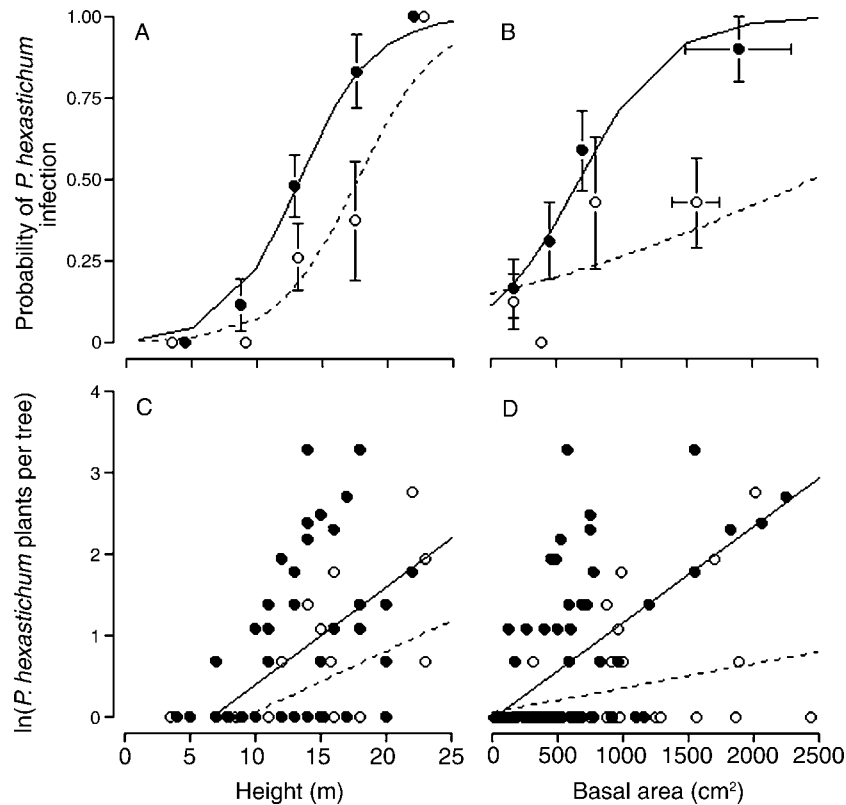 A
B
1.00
0.75
0.50
0.25
0
Probability of P. hexastichum
infection
C
D
4
3
2
1
0
ln(P. hexastichum plants per tree)
0 5 10 15 20 25
0 500 1000 1500 2000 2500
Height (m)
Basal area (cm²)